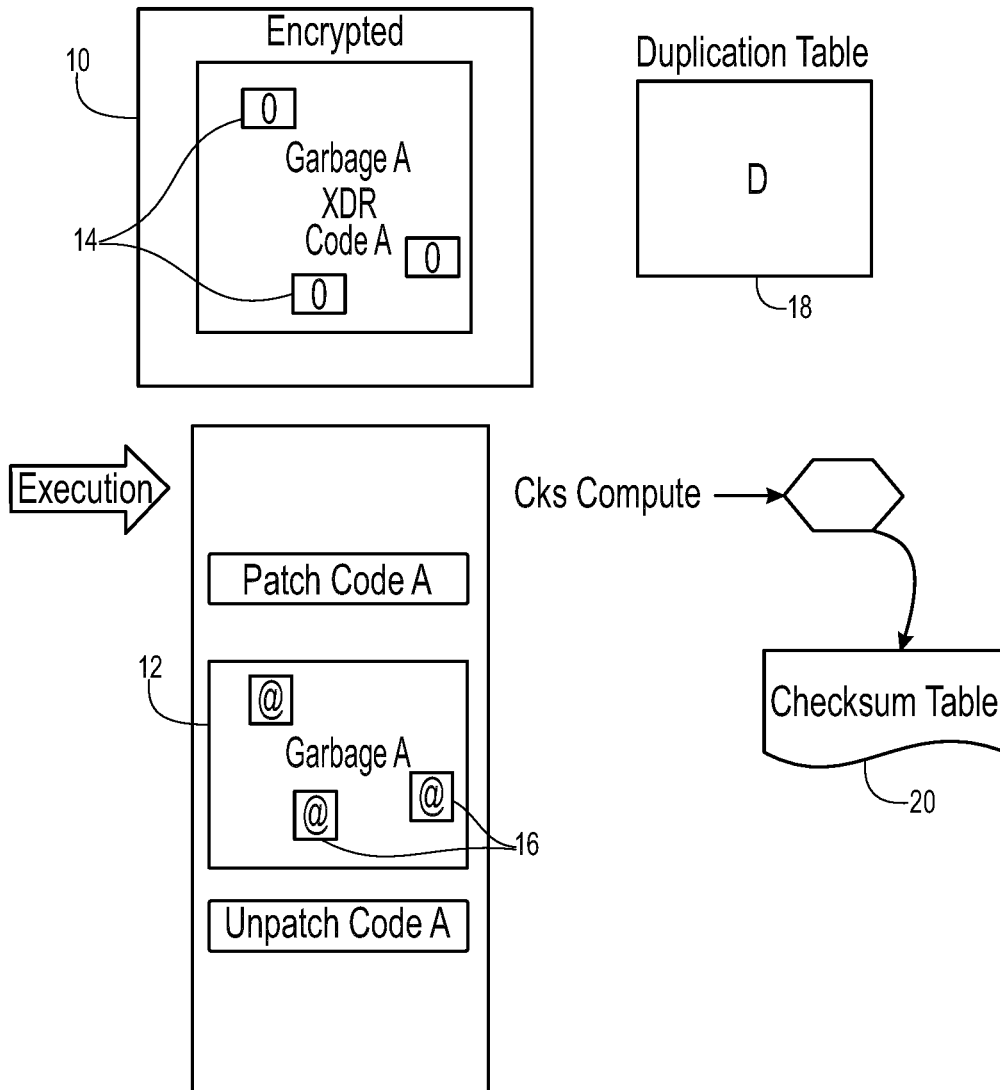 Encrypted
10
0
Garbage A
XDR
Code A
0
0
14
Duplication Table
D
18
Execution
Patch Code A
12
@
Garbage A
@
@
16
Unpatch Code A
Cks Compute
Checksum Table
20